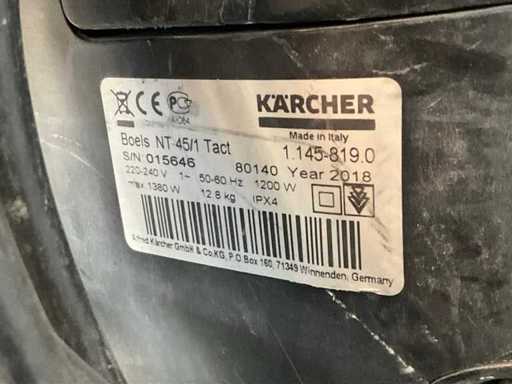 CE
KÄRCHER
Made in Italy
Boels NT 45/1 Tact 1.145-819.0
S/N 015646 80140 Year 2018
220-240 V 1~ 50-60 Hz 1200 W
max 1380 W 12.8 kg IPX4
Alfred Kärcher GmbH & Co.KG, P.O.Box 160, 71349 Winnenden, Germany